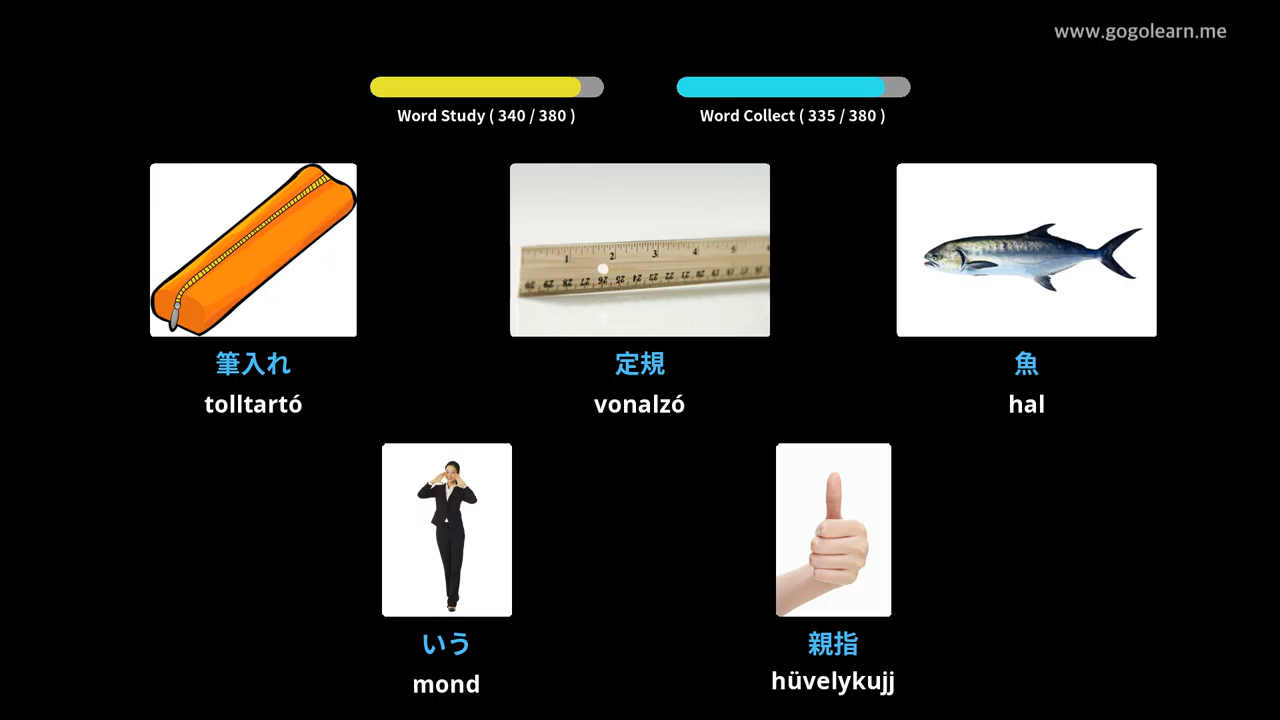 www.gogolearn.me
Word Study ( 340 / 380 )
Word Collect ( 335 / 380 )
筆入れ
tolltartó
定規
vonalzó
魚
hal
いう
mond
親指
hüvelykujj